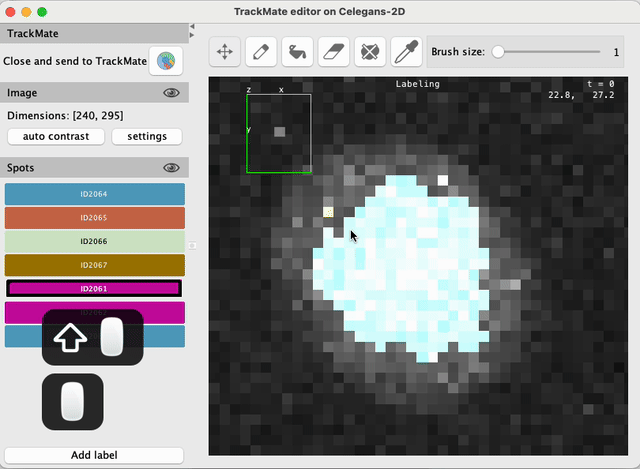 TrackMate editor on Celegans-2D
TrackMate
Close and send to TrackMate
Image
Dimensions: [240, 295]
auto contrast
settings
Spots
ID2064
ID2065
ID2066
ID2067
ID2061
Add label
Brush size:
1
Labeling
t = 0
22.8, 27.2
z
x
y